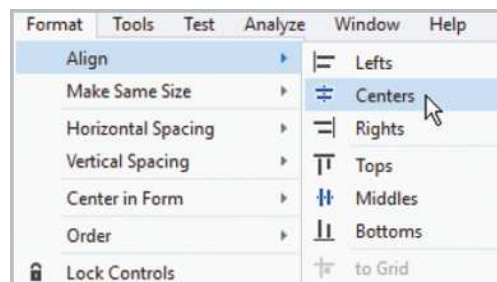 Format Tools Test Analyze Window Help
Align
Make Same Size
Horizontal Spacing
Vertical Spacing
Center in Form
Order
Lock Controls
Lefts
Centers
Rights
Tops
Middles
Bottoms
to Grid